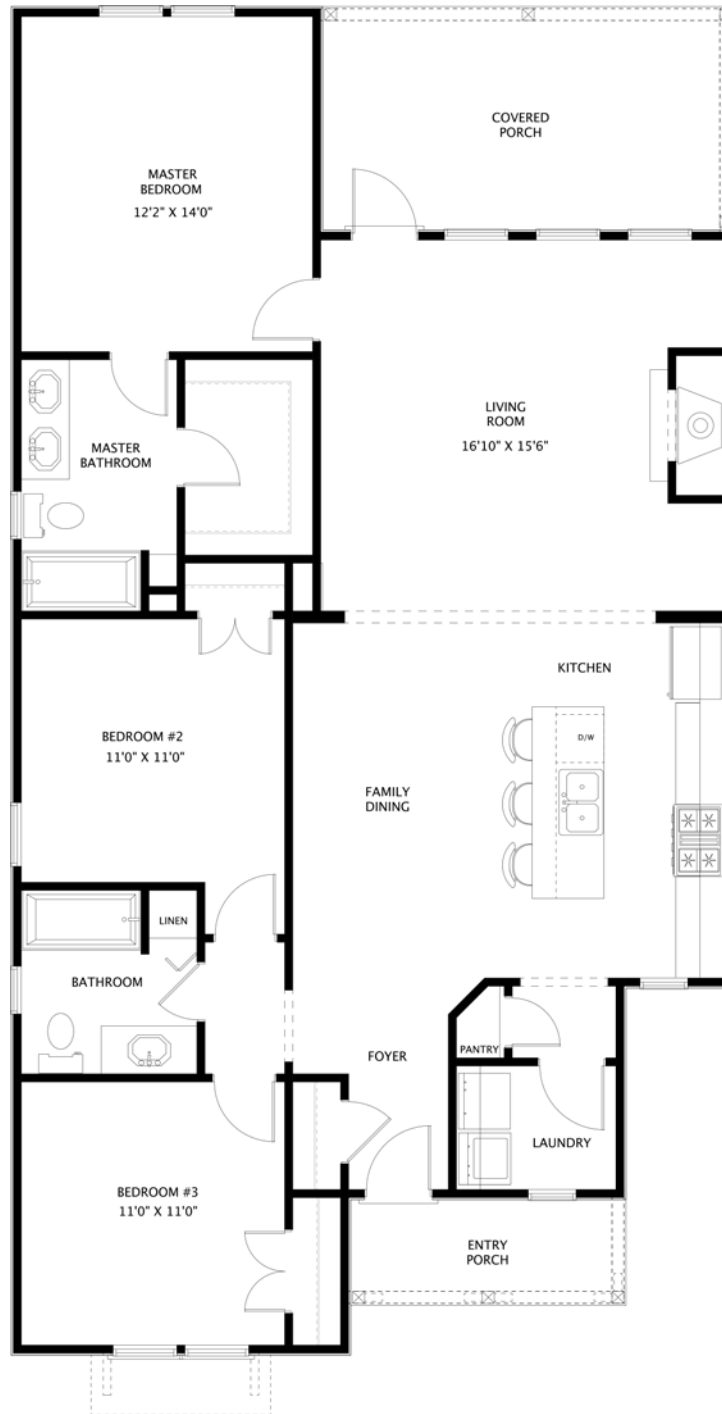 COVERED
PORCH
MASTER
BEDROOM
12'2" X 14'0"
LIVING
ROOM
16'10" X 15'6"
MASTER
BATHROOM
KITCHEN
BEDROOM #2
11'0" X 11'0"
D/W
FAMILY
DINING
LINEN
BATHROOM
PANTRY
FOYER
LAUNDRY
BEDROOM #3
11'0" X 11'0"
ENTRY
PORCH